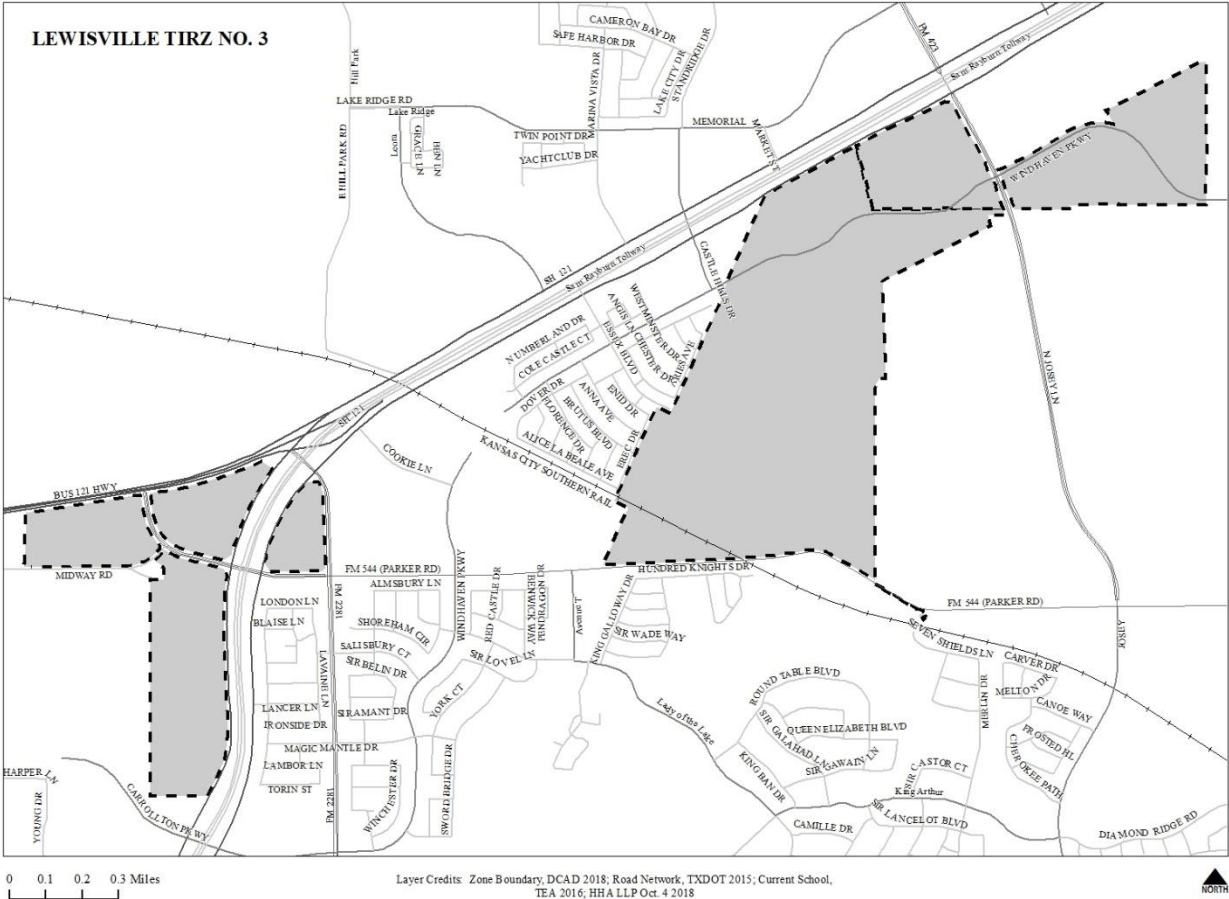 LEWISVILLE TIRZ NO. 3
CAMERON BAY DR
SAFE HARBOR DR
LAKE CITY DR
STANDRIDGE DR
MARINA VISTA DR
FM 423
Sam Rayburn Tollway
Hill Park
LAKE RIDGE RD
Lake Ridge
E HILL PARK RD
Leora
GRACE LN
BEN LN
TWIN POINT DR
YACHTCLUB DR
MEMORIAL
MARKET ST
WINDHAVEN PKWY
SH 121
Sam Rayburn Tollway
CASTLE HILLS DR
NUMBERLAND DR
COLE CASTLE CT
WESTMINSTER DR
ANGIS LN
CHESTER DR
ESSEX BLVD
ARIES AVE
DOVER DR
ENID DR
ANNA AVE
BRUTUS BLVD
FLORENCE DR
ALICE LA BEALE AVE
EREC DR
N JOSEY LN
SH 121
COOKIE LN
KANSAS CITY SOUTHERN RAIL
BUS 121 HWY
MIDWAY RD
FM 544 (PARKER RD)
HUNDRED KNIGHTS DR
FM 544 (PARKER RD)
ALMSBURY LN
FM 2281
WINDHAVEN PKWY
RED CASTLE DR
BENWICK WAY
PENDRAGON DR
Avenue T
KING GALLOWAY DR
SIR WADE WAY
LONDON LN
BLAISE LN
SHOREHAM CIR
SALISBURY CT
SIR BELIN DR
SIR LOVEL LN
LAVAINE LN
YORK CT
SEVEN SHIELDS LN
CARVER DR
JOSEY
MELTON DR
CANOE WAY
MERLIN DR
FROSTED HL
CHEROKEE PATH
LANCER LN
SIRAMANT DR
IRONSIDE DR
MAGIC MANTLE DR
LAMBOR LN
TORIN ST
Lady of the Lake
ROUND TABLE BLVD
QUEEN ELIZABETH BLVD
SIR GALAHAD LN
SIR GAWAIN LN
KING BAN DR
SIR CASTOR CT
King Arthur
SIR LANCELOT BLVD
CAMILLE DR
DIAMOND RIDGE RD
HARPER LN
YOUNG DR
CARROLLTON PKWY
FM 2281
WINCHESTER DR
SWORD BRIDGE DR
0 0.1 0.2 0.3 Miles
Layer Credits: Zone Boundary, DCAD 2018; Road Network, TXDOT 2015; Current School,
TEA 2016; HHA LLP Oct. 4 2018
NORTH